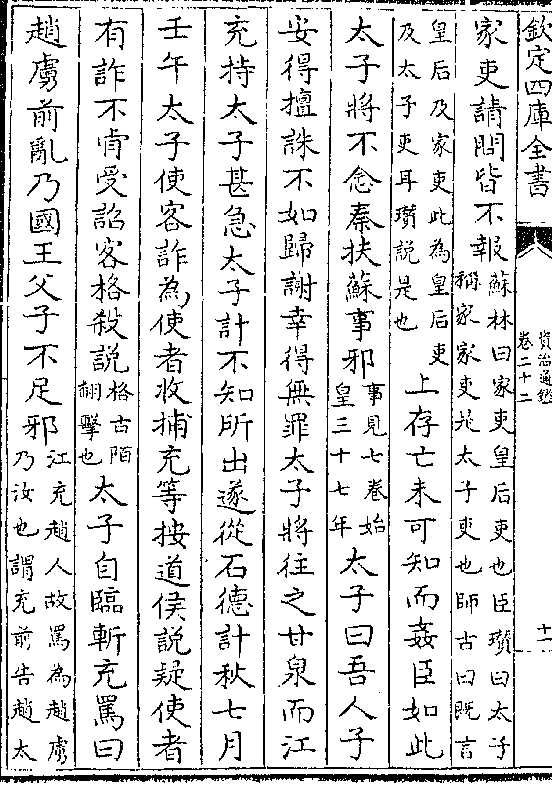 欽定四庫全書
資治通鑑
卷二十二
十一
家吏請問皆不報蘇林曰家吏皇后吏也臣瓚曰太子
稱家家吏是太子吏也師古曰既言
皇后及家吏此為皇后吏
及太子吏耳瓚説是也上存亡未可知而姦臣如此
太子將不念秦扶蘇事邪事見七卷始
皇三十七年太子曰吾人子
安得擅誅不如歸謝幸得無罪太子將往之甘泉而江
充持太子甚急太子計不知所出遂從石德計秋七月
壬午太子使客詐為使者收捕充等按道侯説疑使者
有詐不肯受詔客格殺説格古陌
翻擊也太子自臨斬充罵曰
趙虜前亂乃國王父子不足邪江充趙人故罵為趙虜
乃汝也謂充前告趙太